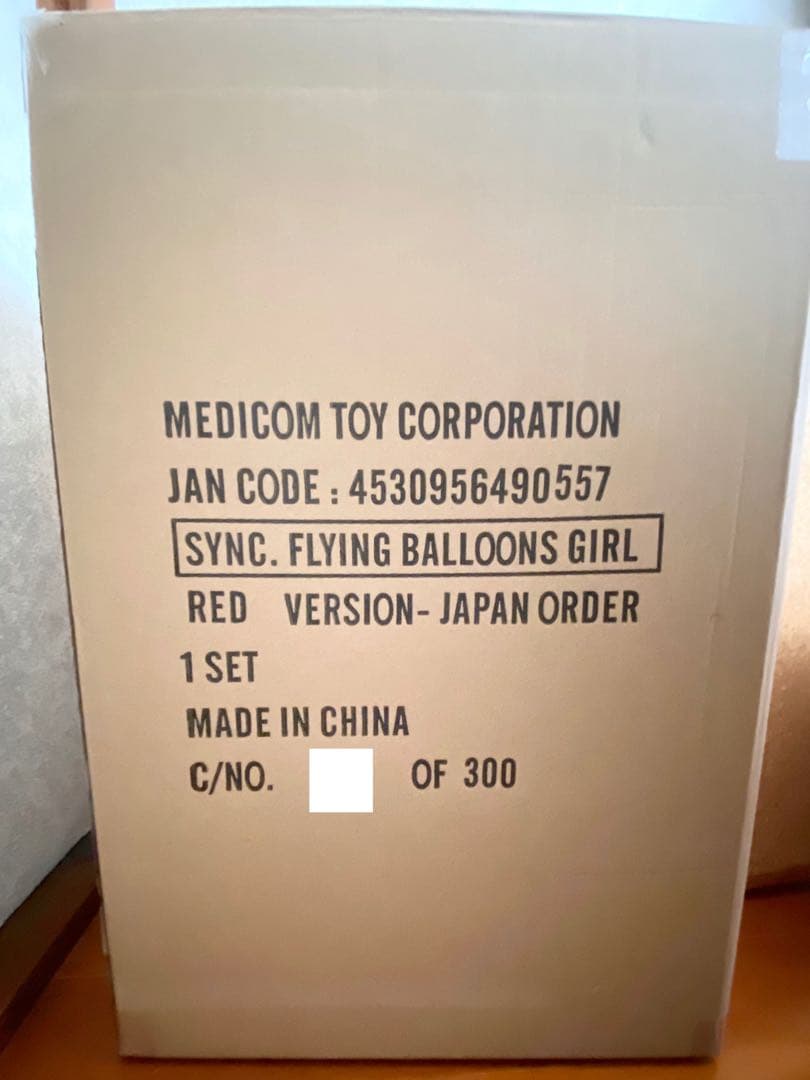 MEDICOM TOY CORPORATION
JAN CODE : 4530956490557
SYNC. FLYING BALLOONS GIRL
RED VERSION- JAPAN ORDER
1 SET
MADE IN CHINA
C/NO. OF 300